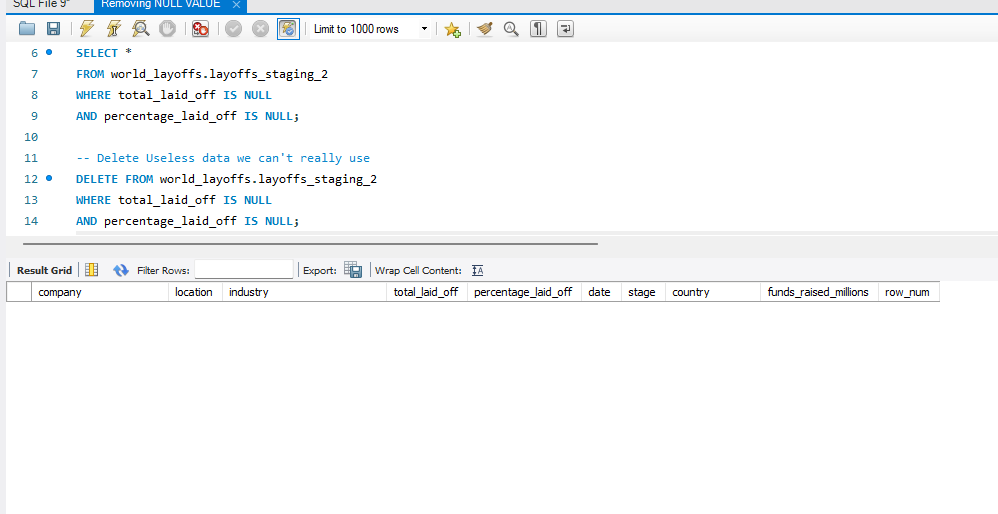 SQL File 9*
Removing NULL VALUE ×
Limit to 1000 rows
6 SELECT *
7 FROM world_layoffs.layoffs_staging_2
8 WHERE total_laid_off IS NULL
9 AND percentage_laid_off IS NULL;
10
11 -- Delete Useless data we can't really use
12 DELETE FROM world_layoffs.layoffs_staging_2
13 WHERE total_laid_off IS NULL
14 AND percentage_laid_off IS NULL;
Result Grid Filter Rows: Export: Wrap Cell Content:
company location industry total_laid_off percentage_laid_off date stage country funds_raised_millions row_num